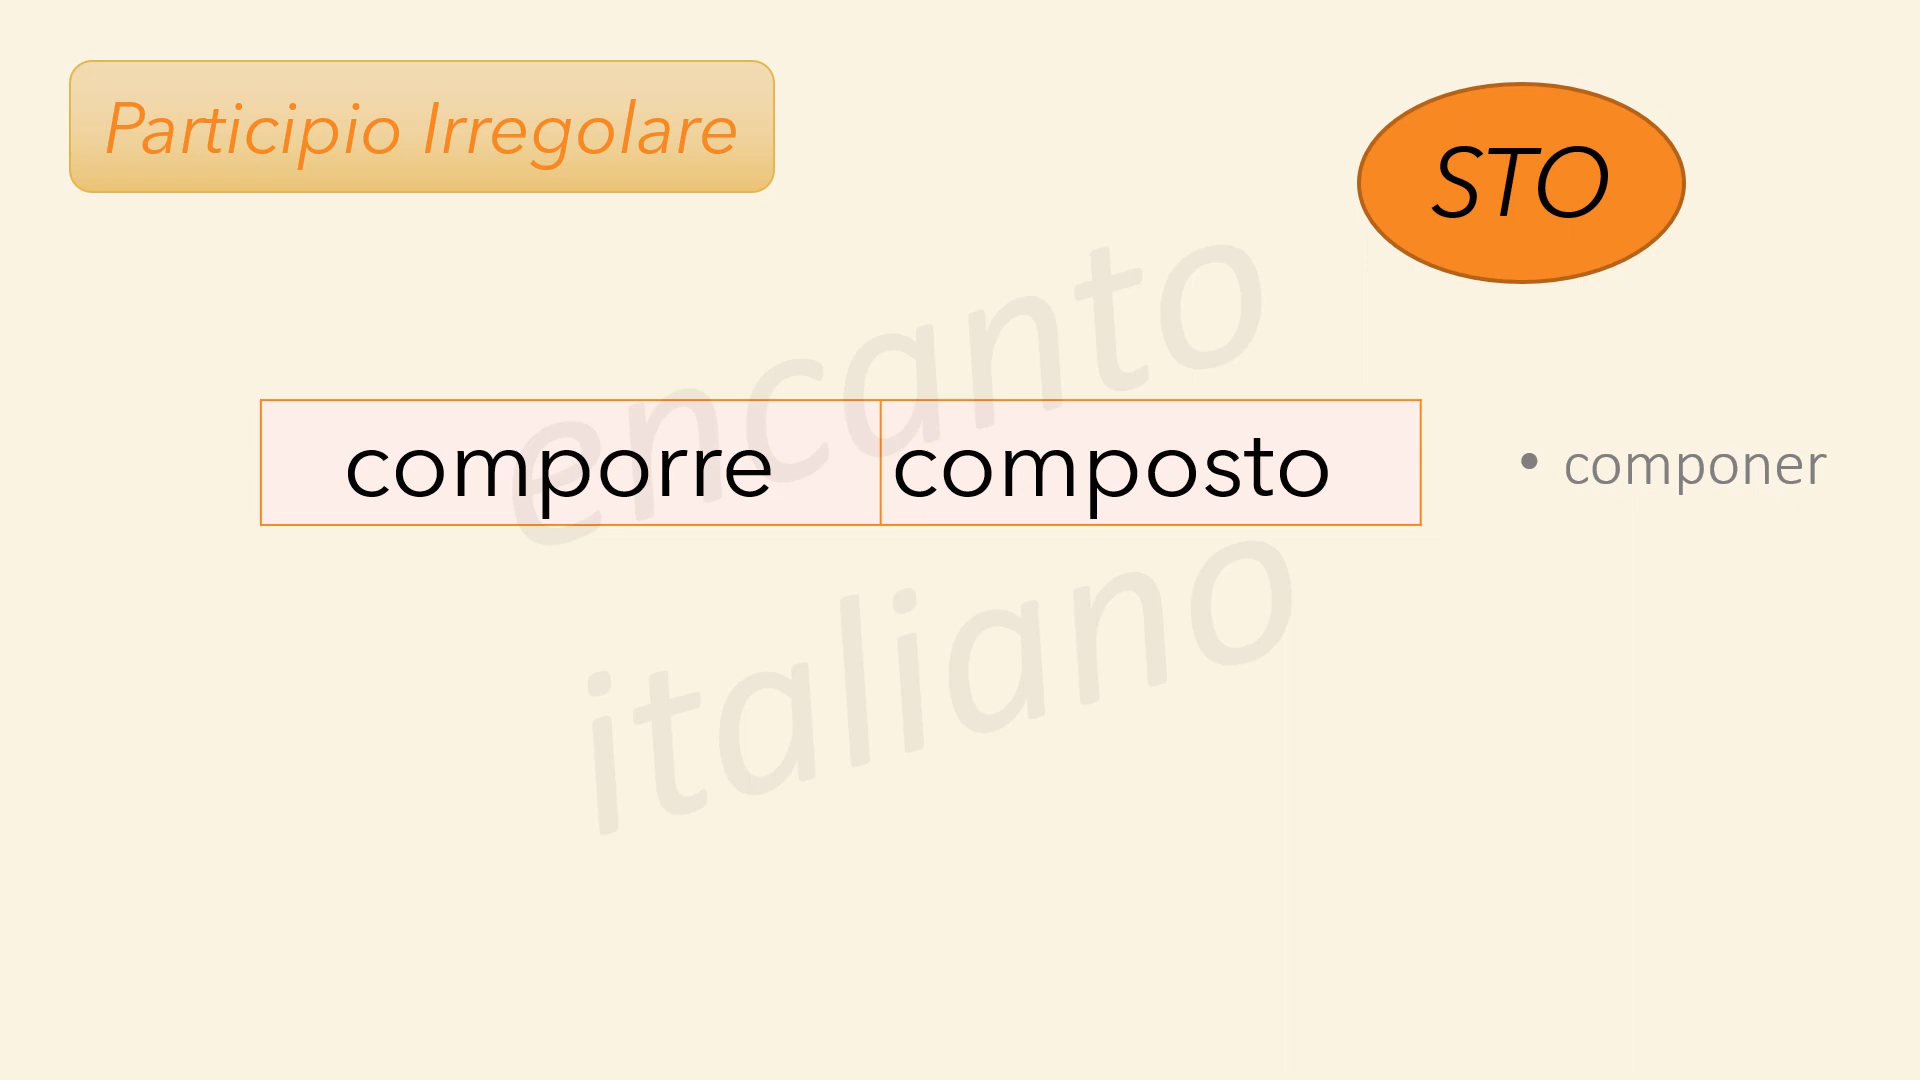 Participio Irregolare
STO
comporre composto
• componer
encanto
italiano